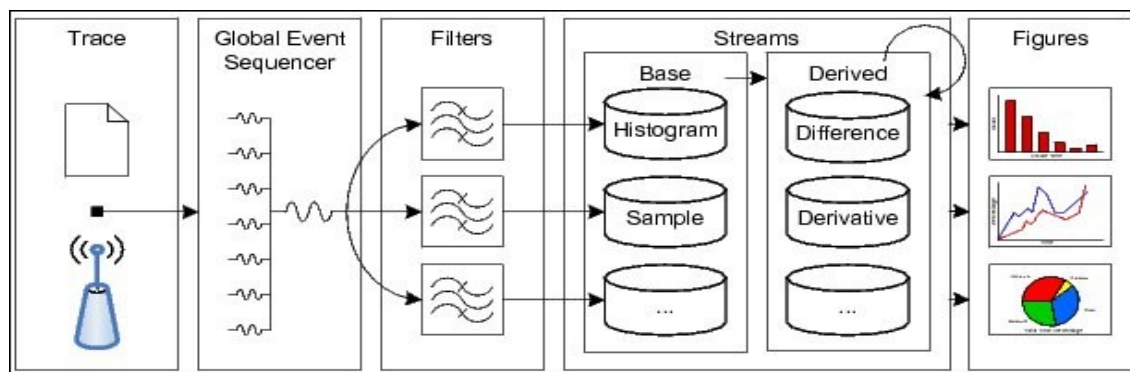 Trace
Global Event
Sequencer
Filters
Streams
Figures
Base
Derived
Histogram
Difference
Sample
Derivative
...
...